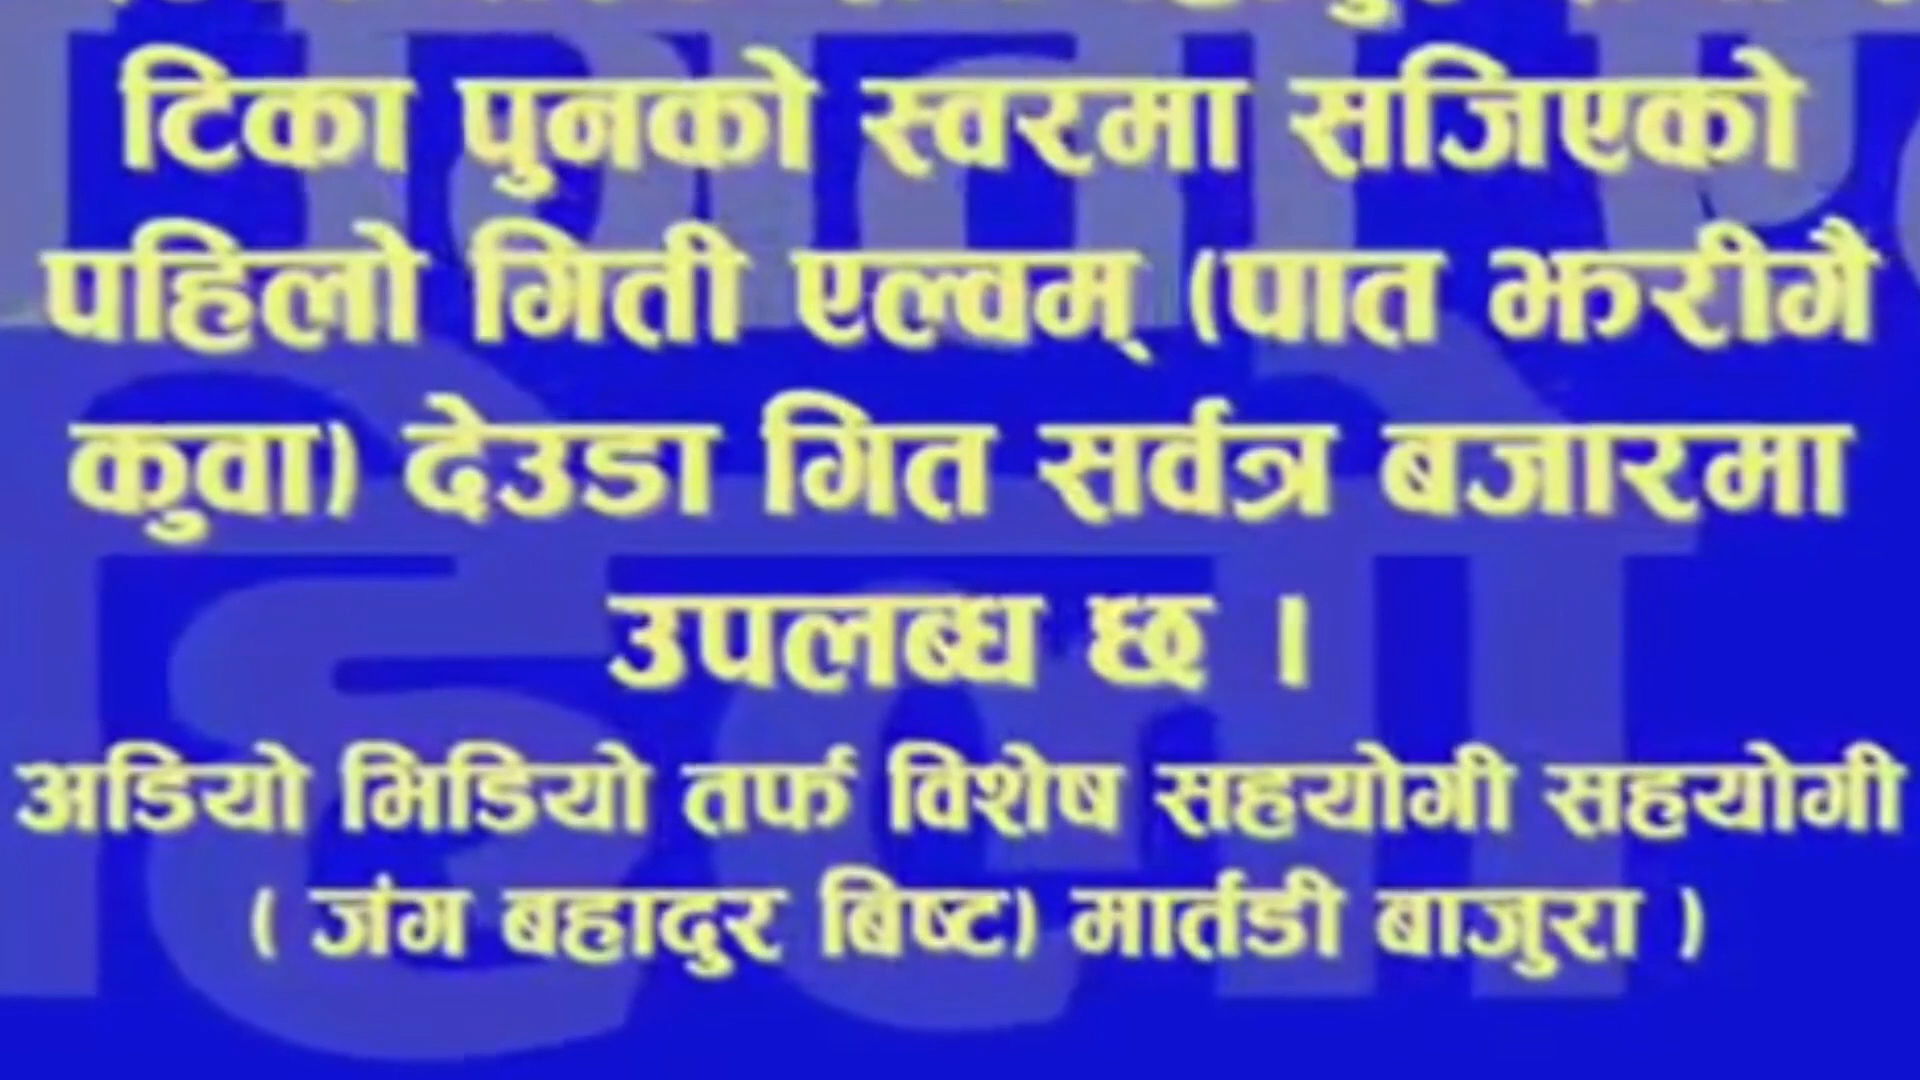 टिका पुनको स्वरमा सजिएको
पहिलो गिती एल्वम् (पात झरीगै
कुवा) देउडा गित सर्वत्र बजारमा
उपलब्ध छ ।
अडियो भिडियो तर्फ विशेष सहयोगी सहयोगी
( जंग बहादुर बिष्ट) मार्तडी बाजुरा )